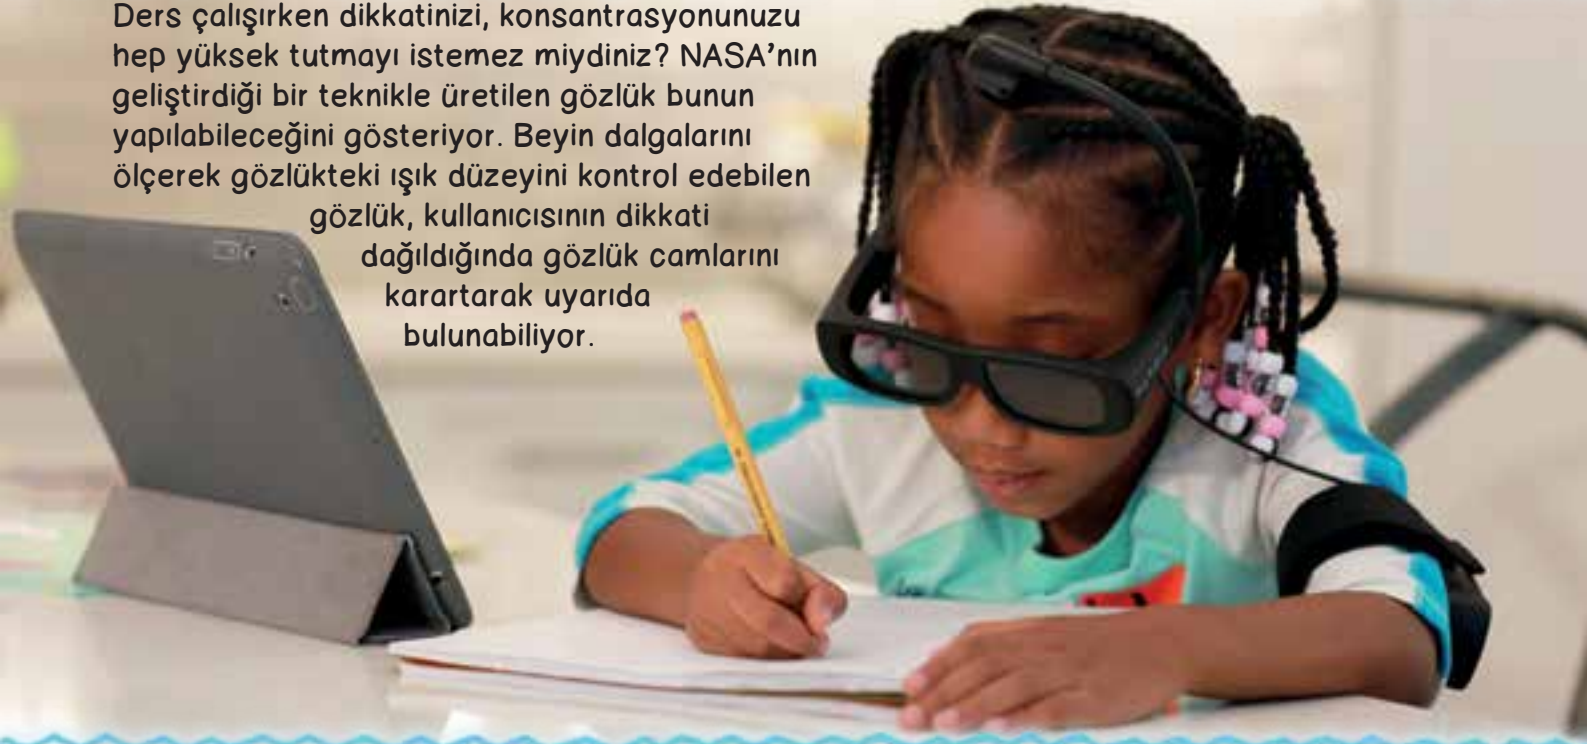 Ders çalışırken dikkatinizi, konsantrasyonunuzu
hep yüksek tutmayı istemez miydiniz? NASA’nın
geliştirdiği bir teknikle üretilen gözlük bunun
yapılabileceğini gösteriyor. Beyin dalgalarını
ölçerek gözlükteki ışık düzeyini kontrol edebilen
gözlük, kullanıcısının dikkati
dağıldığında gözlük camlarını
karartarak uyarıda
bulunabiliyor.